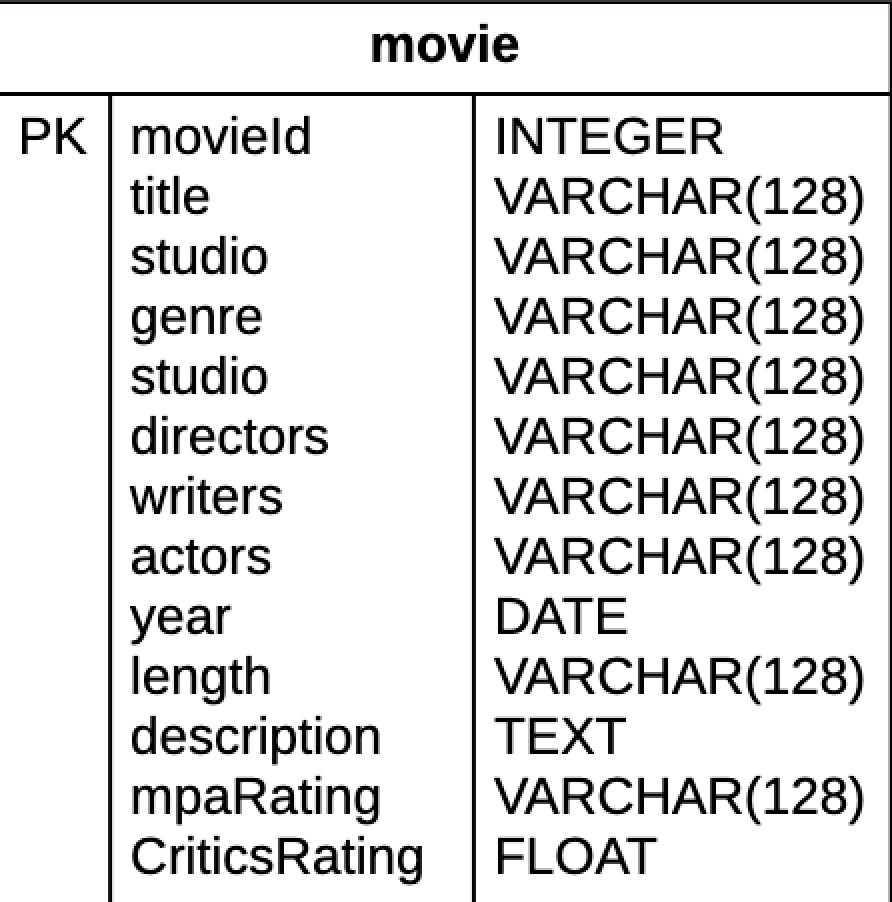 movie
PK movieId INTEGER
title VARCHAR(128)
studio VARCHAR(128)
genre VARCHAR(128)
studio VARCHAR(128)
directors VARCHAR(128)
writers VARCHAR(128)
actors VARCHAR(128)
year DATE
length VARCHAR(128)
description TEXT
mpaRating VARCHAR(128)
CriticsRating FLOAT